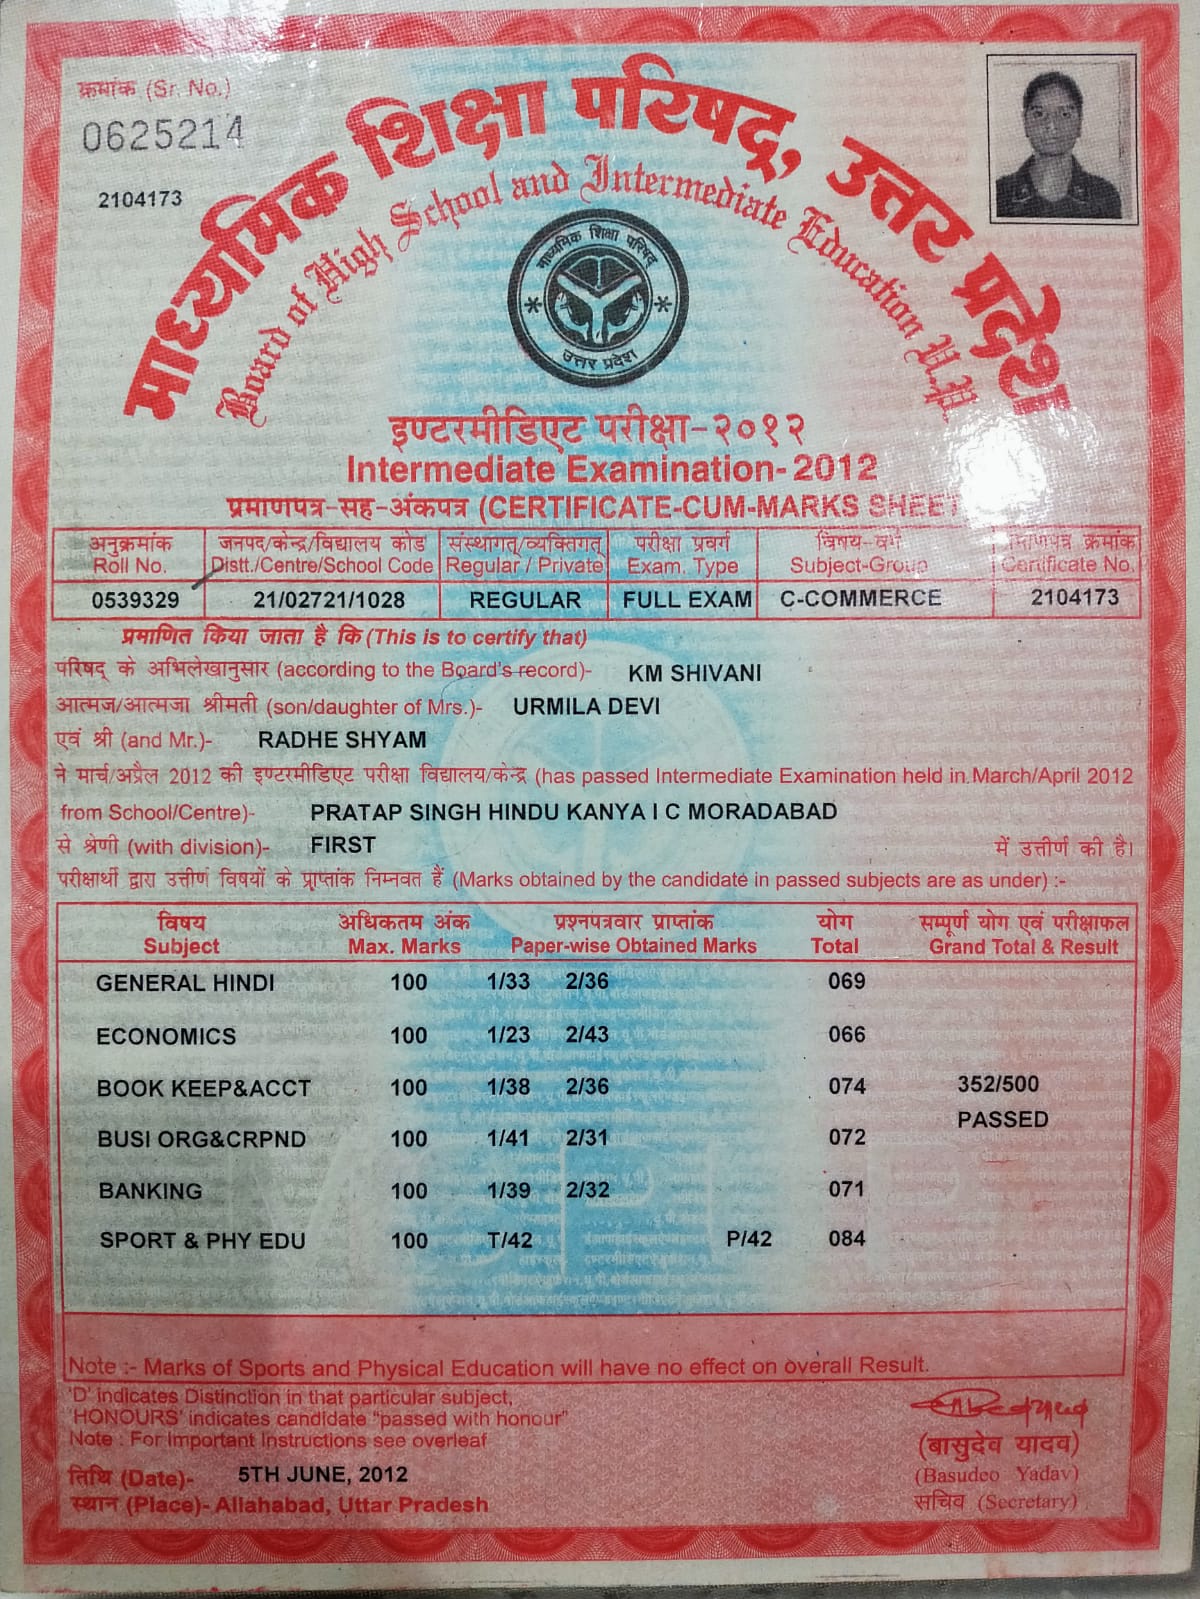 क्रमांक (Sr. No.)
0625214
2104173
माध्यमिक शिक्षा परिषद्, उत्तर प्रदेश
Board of High School and Intermediate Education U.P.
माध्यमिक शिक्षा परिषद्
उत्तर प्रदेश
इण्टरमीडिएट परीक्षा-२०१२
Intermediate Examination-2012
प्रमाणपत्र-सह-अंकपत्र (CERTIFICATE-CUM-MARKS SHEET
अनुक्रमांक जनपद/केन्द्र/विद्यालय कोड संस्थागत्/व्यक्तिगत् परीक्षा प्रवर्ग विषय-वर्ग क्रमांक
Roll No. Distt./Centre/School Code Regular / Private Exam. Type Subject-Group Certificate No.
0539329 21/02721/1028 REGULAR FULL EXAM C-COMMERCE 2104173
प्रमाणित किया जाता है कि (This is to certify that)
परिषद् के अभिलेखानुसार (according to the Board's record)- KM SHIVANI
आत्मज/आत्मजा श्रीमती (son/daughter of Mrs.)- URMILA DEVI
एवं श्री (and Mr.)- RADHE SHYAM
ने मार्च/अप्रैल 2012 की इण्टरमीडिएट परीक्षा विद्यालय/केन्द्र (has passed Intermediate Examination held in March/April 2012
from School/Centre)- PRATAP SINGH HINDU KANYA I C MORADABAD
से श्रेणी (with division)- FIRST में उत्तीर्ण की है।
परीक्षार्थी द्वारा उत्तीर्ण विषयों के प्राप्तांक निम्नवत हैं (Marks obtained by the candidate in passed subjects are as under) :-
विषय अधिकतम अंक प्रश्नपत्रवार प्राप्तांक योग सम्पूर्ण योग एवं परीक्षाफल
Subject Max. Marks Paper-wise Obtained Marks Total Grand Total & Result
GENERAL HINDI 100 1/33 2/36 069
ECONOMICS 100 1/23 2/43 066
BOOK KEEP&ACCT 100 1/38 2/36 074 352/500
PASSED
BUSI ORG&CRPND 100 1/41 2/31 072
BANKING 100 1/39 2/32 071
SPORT & PHY EDU 100 T/42 P/42 084
Note :- Marks of Sports and Physical Education will have no effect on overall Result.
'D' indicates Distinction in that particular subject,
'HONOURS' indicates candidate "passed with honour"
Note : For Important Instructions see overleaf
तिथि (Date)- 5TH JUNE, 2012
स्थान (Place)- Allahabad, Uttar Pradesh
(बासुदेव यादव)
(Basudeo Yadav)
सचिव (Secretary)